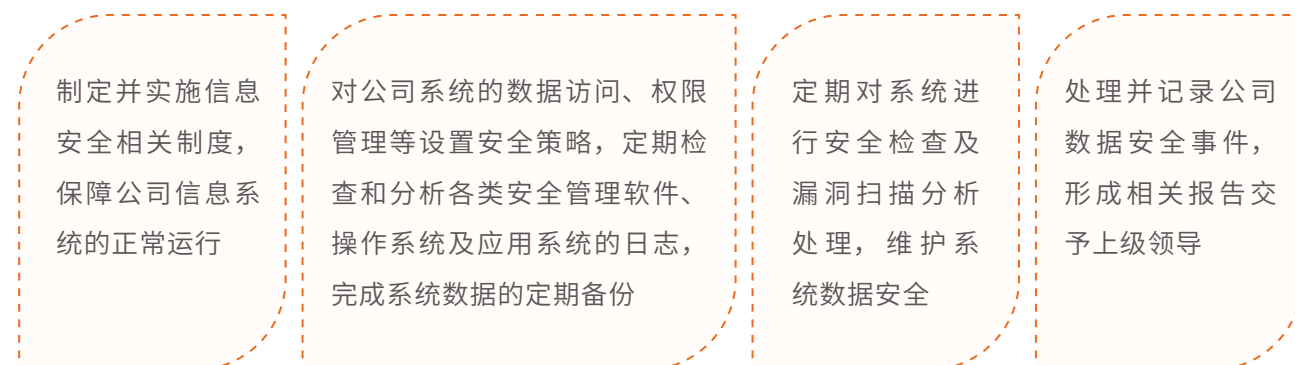 制定并实施信息
安全相关制度，
保障公司信息系
统的正常运行
对公司系统的数据访问、权限
管理等设置安全策略，定期检
查和分析各类安全管理软件、
操作系统及应用系统的日志，
完成系统数据的定期备份
定期对系统进
行安全检查及
漏洞扫描分析
处理，维护系
统数据安全
处理并记录公司
数据安全事件，
形成相关报告交
予上级领导